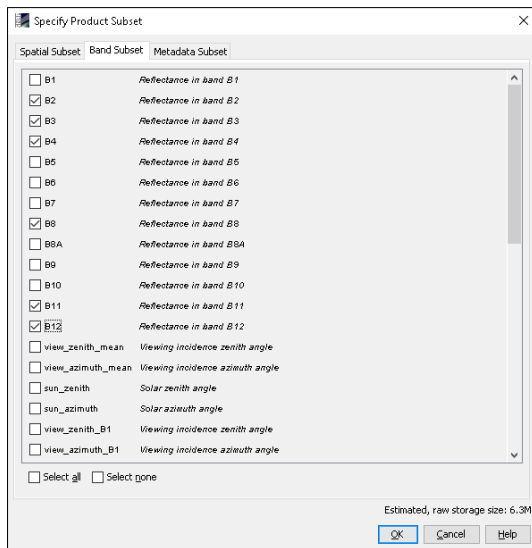 Specify Product Subset
Spatial Subset Band Subset Metadata Subset
B1 Reflectance in band B1
B2 Reflectance in band B2
B3 Reflectance in band B3
B4 Reflectance in band B4
B5 Reflectance in band B5
B6 Reflectance in band B6
B7 Reflectance in band B7
B8 Reflectance in band B8
B8A Reflectance in band B8A
B9 Reflectance in band B9
B10 Reflectance in band B10
B11 Reflectance in band B11
B12 Reflectance in band B12
view_zenith_mean Viewing incidence zenith angle
view_azimuth_mean Viewing incidence azimuth angle
sun_zenith Solar zenith angle
sun_azimuth Solar azimuth angle
view_zenith_B1 Viewing incidence zenith angle
view_azimuth_B1 Viewing incidence azimuth angle
Select all Select none
Estimated, raw storage size: 6.3M
OK Cancel Help